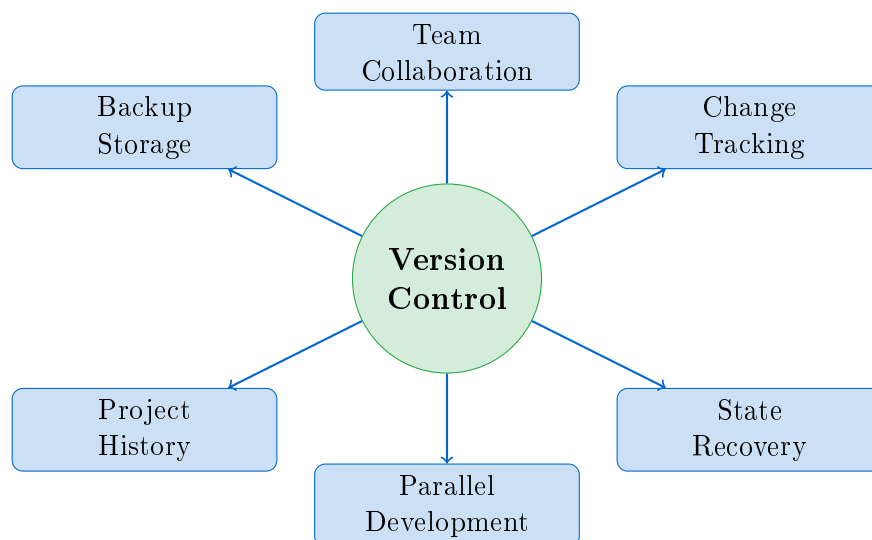 Team
Collaboration
Backup
Storage
Change
Tracking
Version
Control
Project
History
State
Recovery
Parallel
Development